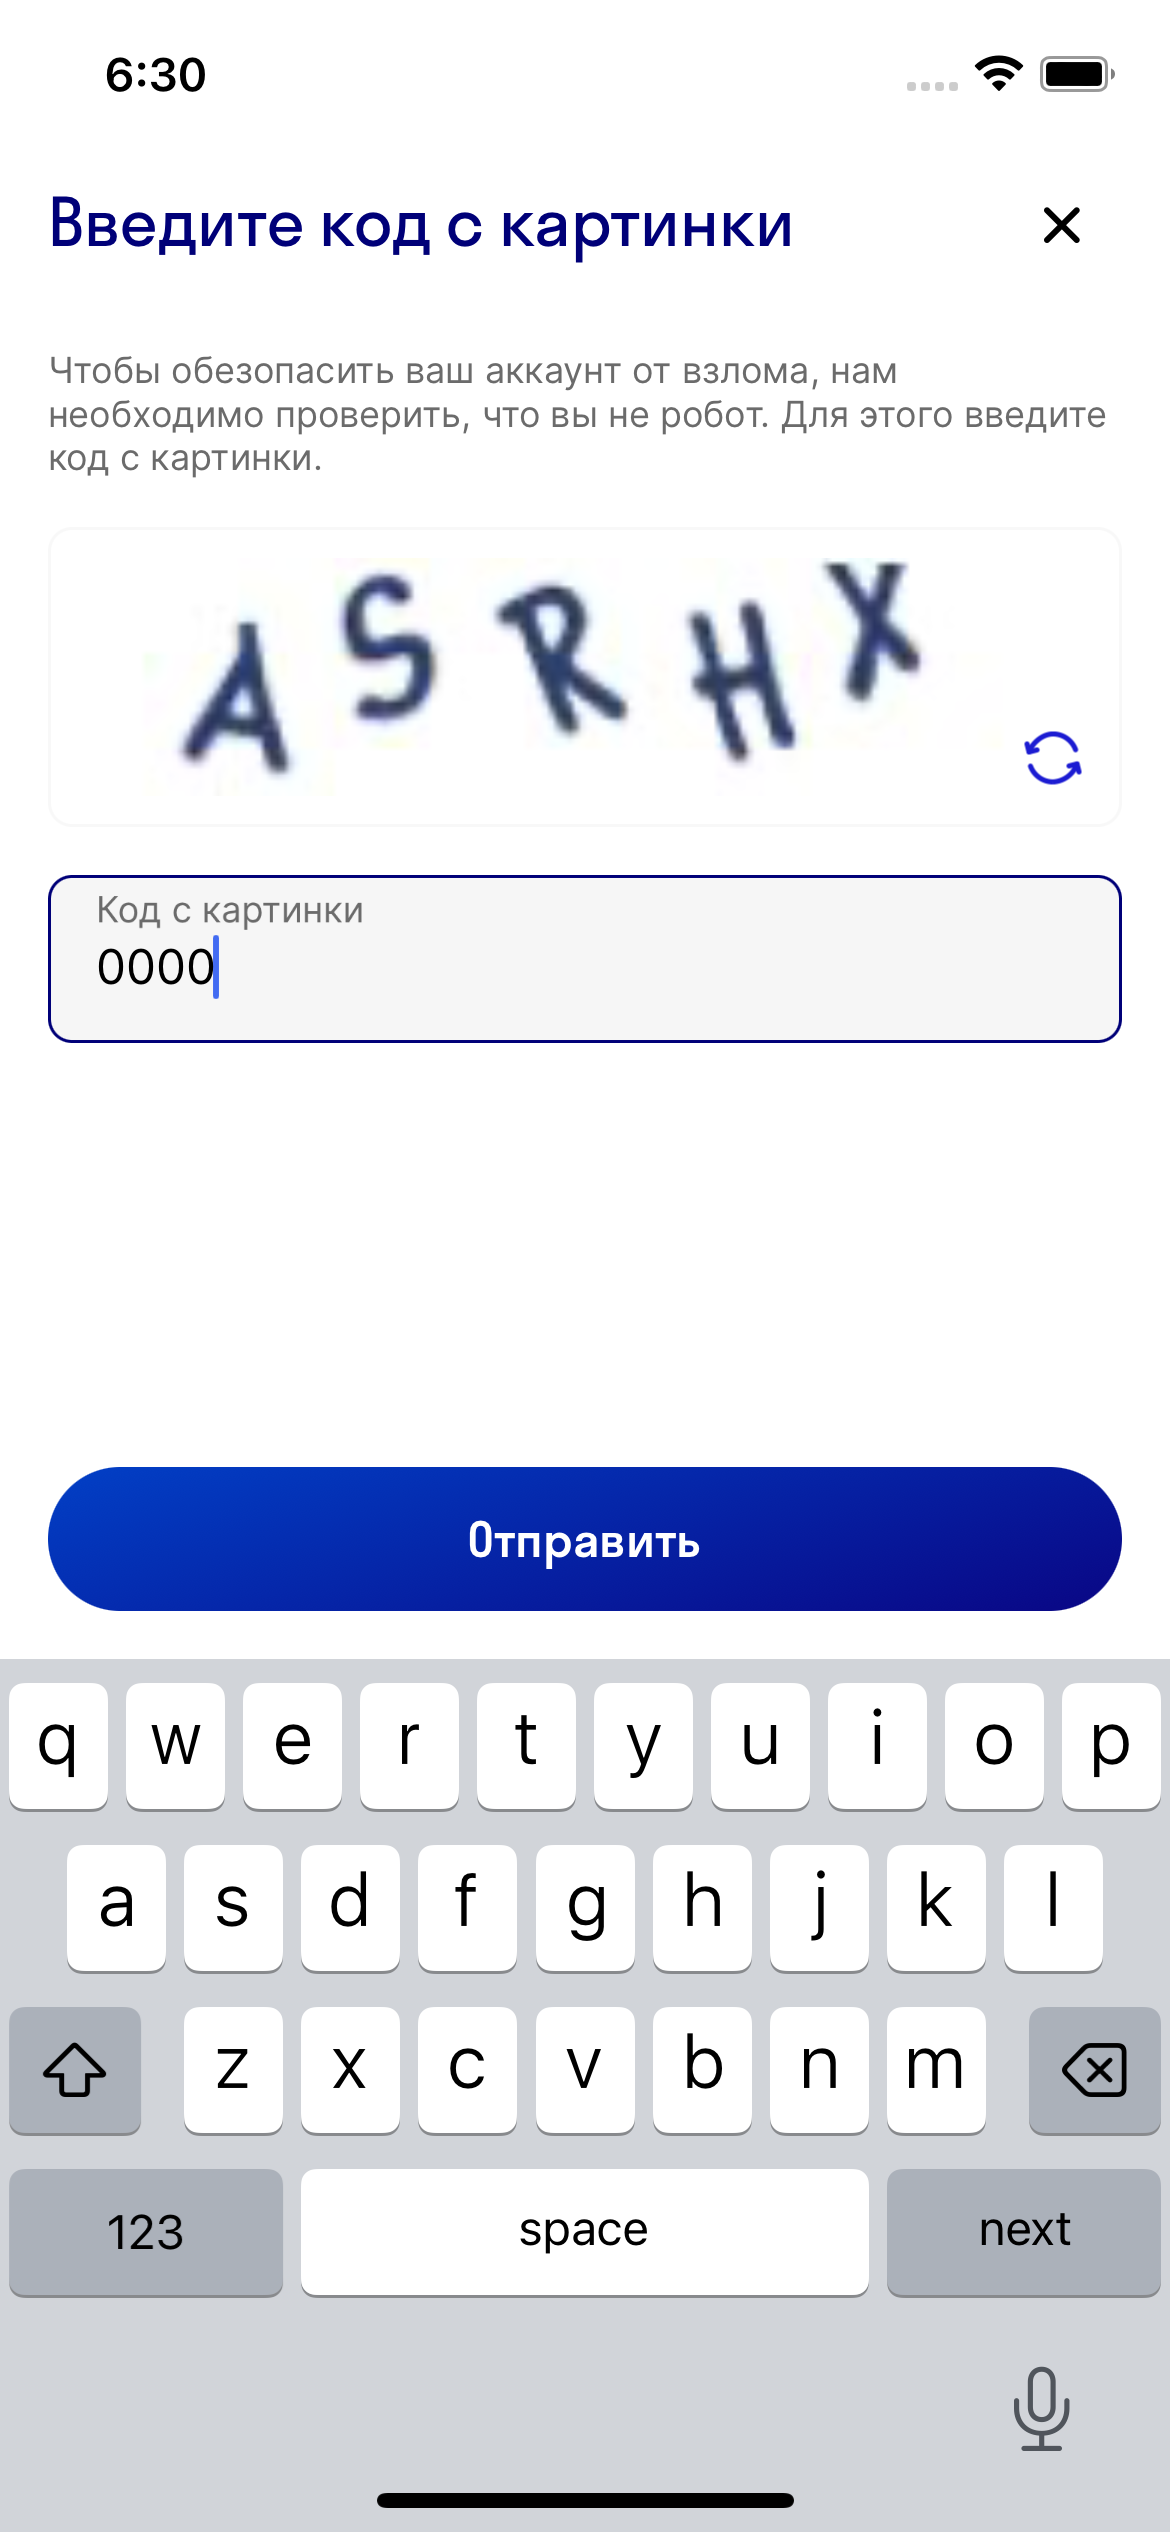 6:30
Введите код с картинки
Чтобы обезопасить ваш аккаунт от взлома, нам
необходимо проверить, что вы не робот. Для этого введите
код с картинки.
ASRHX
Код с картинки
0000
Отправить
q w e r t y u i o p
a s d f g h j k l
z x c v b n m
123 space next